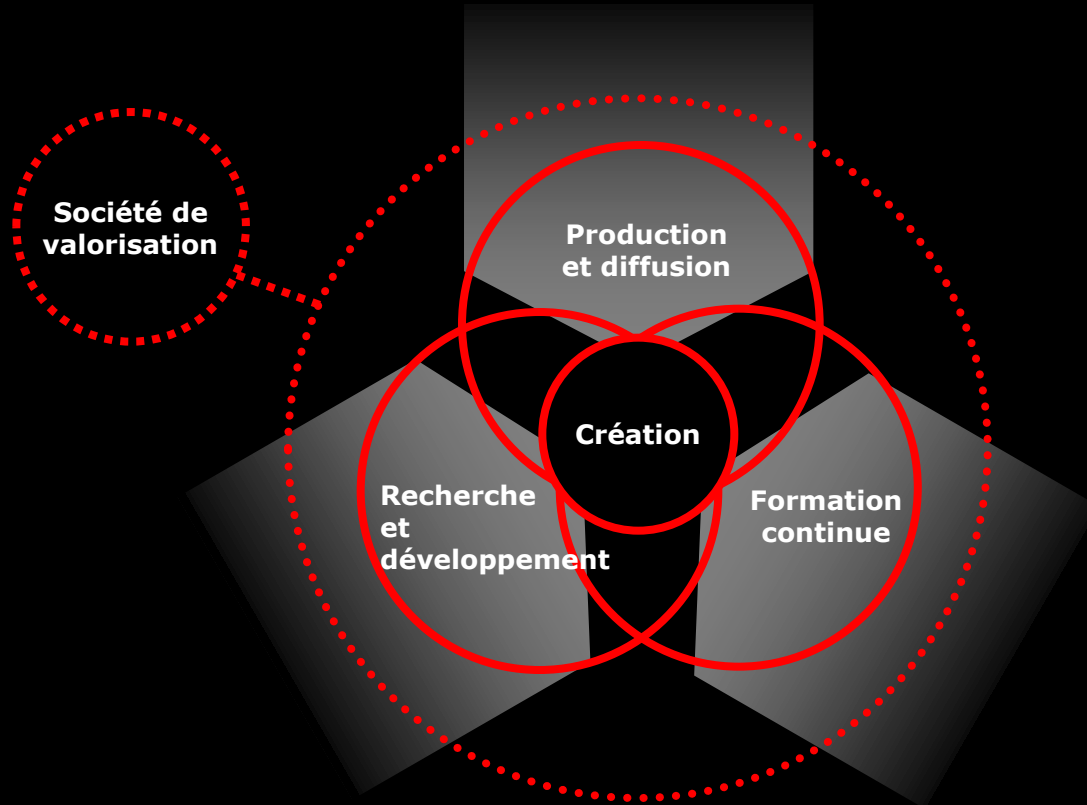 Société de
valorisation
Production
et diffusion
Création
Recherche
et
développement
Formation
continue